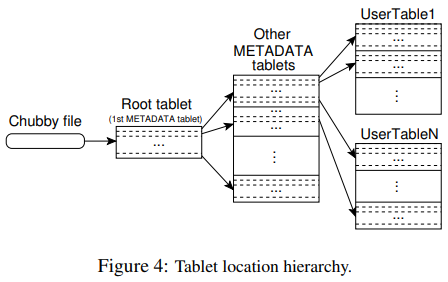 Chubby file
Root tablet
(1st METADATA tablet)
...
Other
METADATA
tablets
...
...
⋮
...
UserTable1
...
...
⋮
UserTableN
...
⋮
...
Figure 4: Tablet location hierarchy.